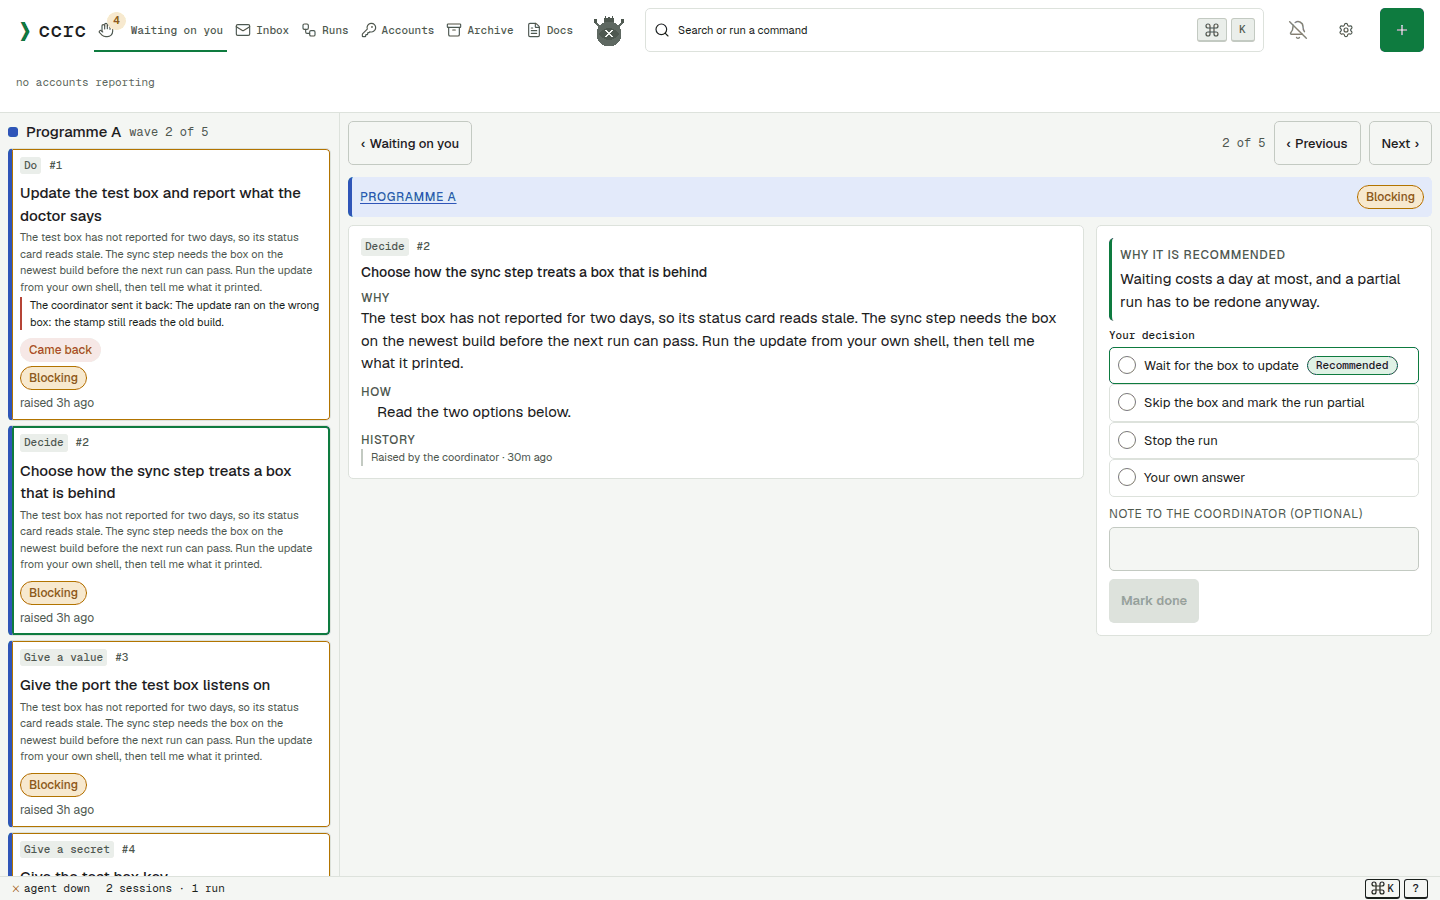 ❯ ccrc
4
Waiting on you
Inbox
Runs
Accounts
Archive
Docs
Search or run a command
⌘ K
+
no accounts reporting
Programme A wave 2 of 5
Do #1
Update the test box and report what the
doctor says
The test box has not reported for two days, so its status
card reads stale. The sync step needs the box on the
newest build before the next run can pass. Run the update
from your own shell, then tell me what it printed.
The coordinator sent it back: The update ran on the wrong
box: the stamp still reads the old build.
Came back
Blocking
raised 3h ago
Decide #2
Choose how the sync step treats a box
that is behind
The test box has not reported for two days, so its status
card reads stale. The sync step needs the box on the
newest build before the next run can pass. Run the update
from your own shell, then tell me what it printed.
Blocking
raised 3h ago
Give a value #3
Give the port the test box listens on
The test box has not reported for two days, so its status
card reads stale. The sync step needs the box on the
newest build before the next run can pass. Run the update
from your own shell, then tell me what it printed.
Blocking
raised 3h ago
Give a secret #4
Give the test box key
‹ Waiting on you
2 of 5
‹ Previous
Next ›
PROGRAMME A
Blocking
Decide #2
Choose how the sync step treats a box that is behind
WHY
The test box has not reported for two days, so its status card reads stale. The sync step needs the box
on the newest build before the next run can pass. Run the update from your own shell, then tell me
what it printed.
HOW
Read the two options below.
HISTORY
Raised by the coordinator · 30m ago
WHY IT IS RECOMMENDED
Waiting costs a day at most, and a partial
run has to be redone anyway.
Your decision
Wait for the box to update Recommended
Skip the box and mark the run partial
Stop the run
Your own answer
NOTE TO THE COORDINATOR (OPTIONAL)
Mark done
× agent down 2 sessions · 1 run
⌘ K ?